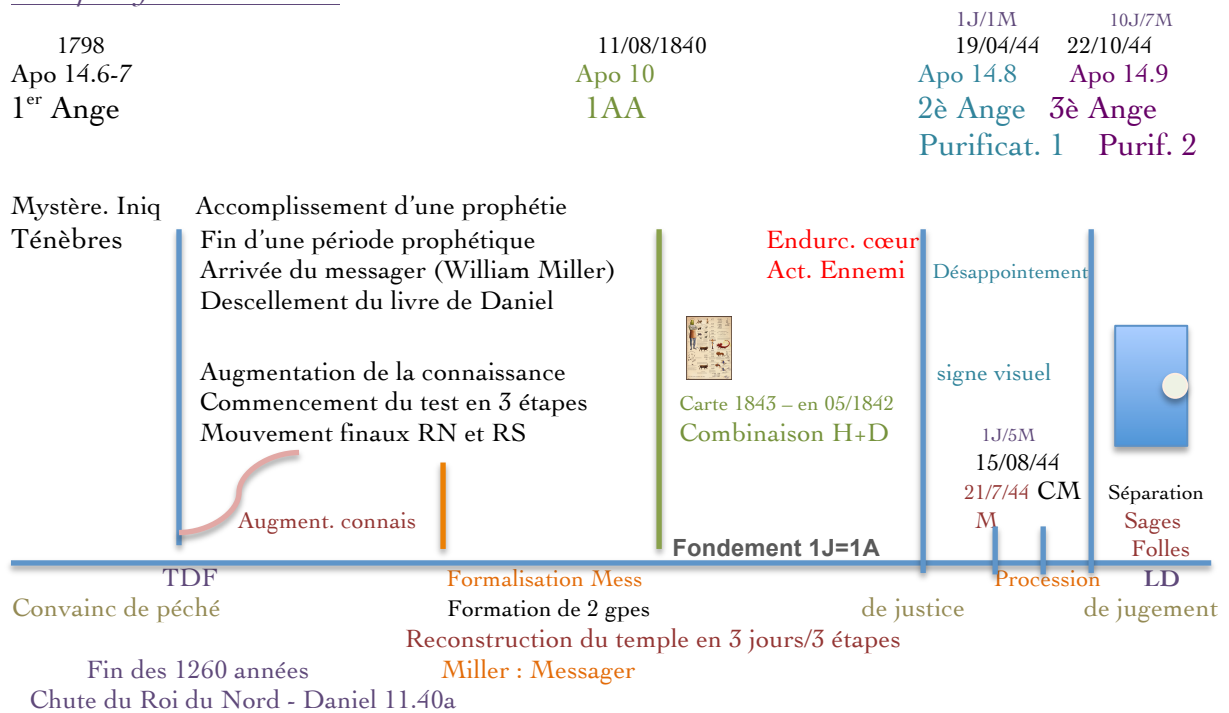 1J/1M 10J/7M
1798 11/08/1840 19/04/44 22/10/44
Apo 14.6-7 Apo 10 Apo 14.8 Apo 14.9
1er Ange 1AA 2è Ange 3è Ange
Purificat. 1 Purif. 2
Mystère. Iniq Accomplissement d'une prophétie
Ténèbres Fin d'une période prophétique Endurc. cœur
Arrivée du messager (William Miller) Act. Ennemi Désappointement
Descellement du livre de Daniel
Augmentation de la connaissance signe visuel
Commencement du test en 3 étapes Carte 1843 – en 05/1842
Mouvement finaux RN et RS Combinaison H+D 1J/5M
15/08/44
21/7/44 CM Séparation
Augment. connais M Sages
Fondement 1J=1A Folles
TDF Formalisation Mess Procession LD
Convainc de péché Formation de 2 gpes de justice de jugement
Reconstruction du temple en 3 jours/3 étapes
Fin des 1260 années Miller : Messager
Chute du Roi du Nord - Daniel 11.40a